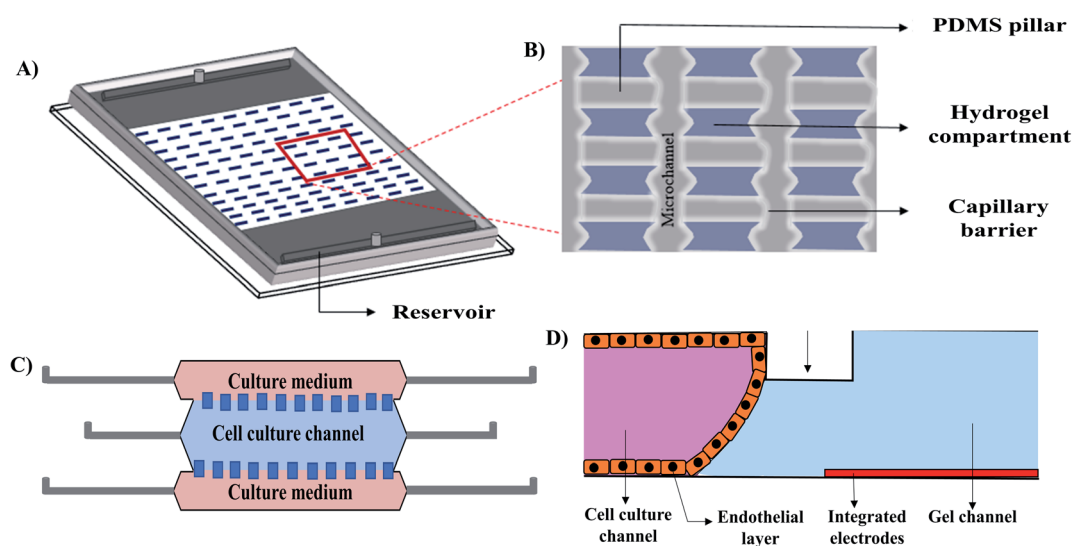 A)
B)
PDMS pillar
Hydrogel
compartment
Microchannel
Capillary
barrier
Reservoir
C)
Culture medium
Cell culture channel
Culture medium
D)
Cell culture
channel
Endothelial
layer
Integrated
electrodes
Gel channel